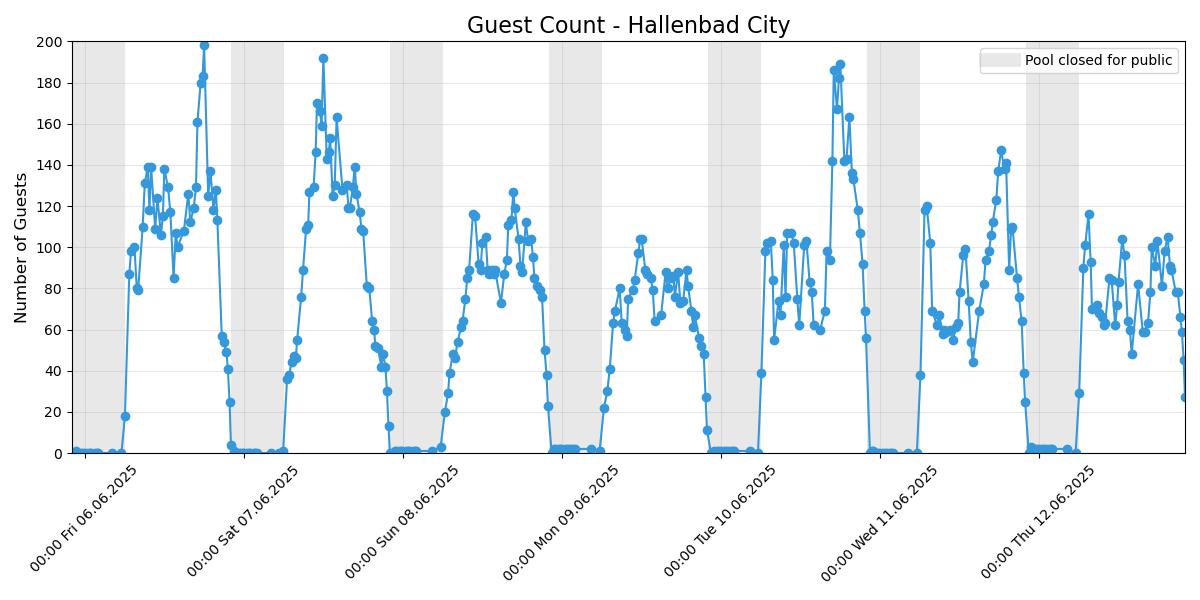 Guest Count - Hallenbad City
Pool closed for public
Number of Guests
200
180
160
140
120
100
80
60
40
20
0
00:00 Fri 06.06.2025
00:00 Sat 07.06.2025
00:00 Sun 08.06.2025
00:00 Mon 09.06.2025
00:00 Tue 10.06.2025
00:00 Wed 11.06.2025
00:00 Thu 12.06.2025